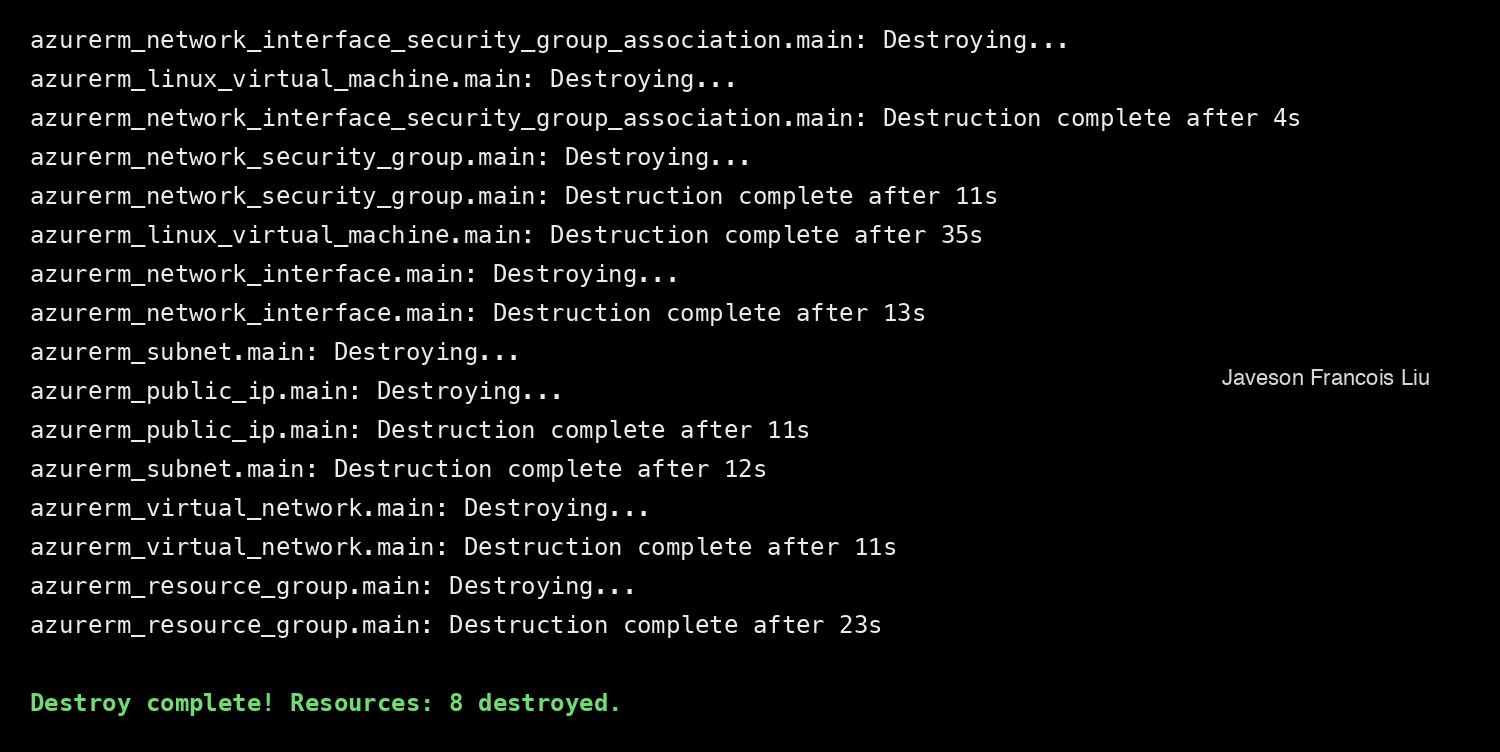 azurerm_network_interface_security_group_association.main: Destroying...
azurerm_linux_virtual_machine.main: Destroying...
azurerm_network_interface_security_group_association.main: Destruction complete after 4s
azurerm_network_security_group.main: Destroying...
azurerm_network_security_group.main: Destruction complete after 11s
azurerm_linux_virtual_machine.main: Destruction complete after 35s
azurerm_network_interface.main: Destroying...
azurerm_network_interface.main: Destruction complete after 13s
azurerm_subnet.main: Destroying...
Javeson Francois Liu
azurerm_public_ip.main: Destroying...
azurerm_public_ip.main: Destruction complete after 11s
azurerm_subnet.main: Destruction complete after 12s
azurerm_virtual_network.main: Destroying...
azurerm_virtual_network.main: Destruction complete after 11s
azurerm_resource_group.main: Destroying...
azurerm_resource_group.main: Destruction complete after 23s
Destroy complete! Resources: 8 destroyed.